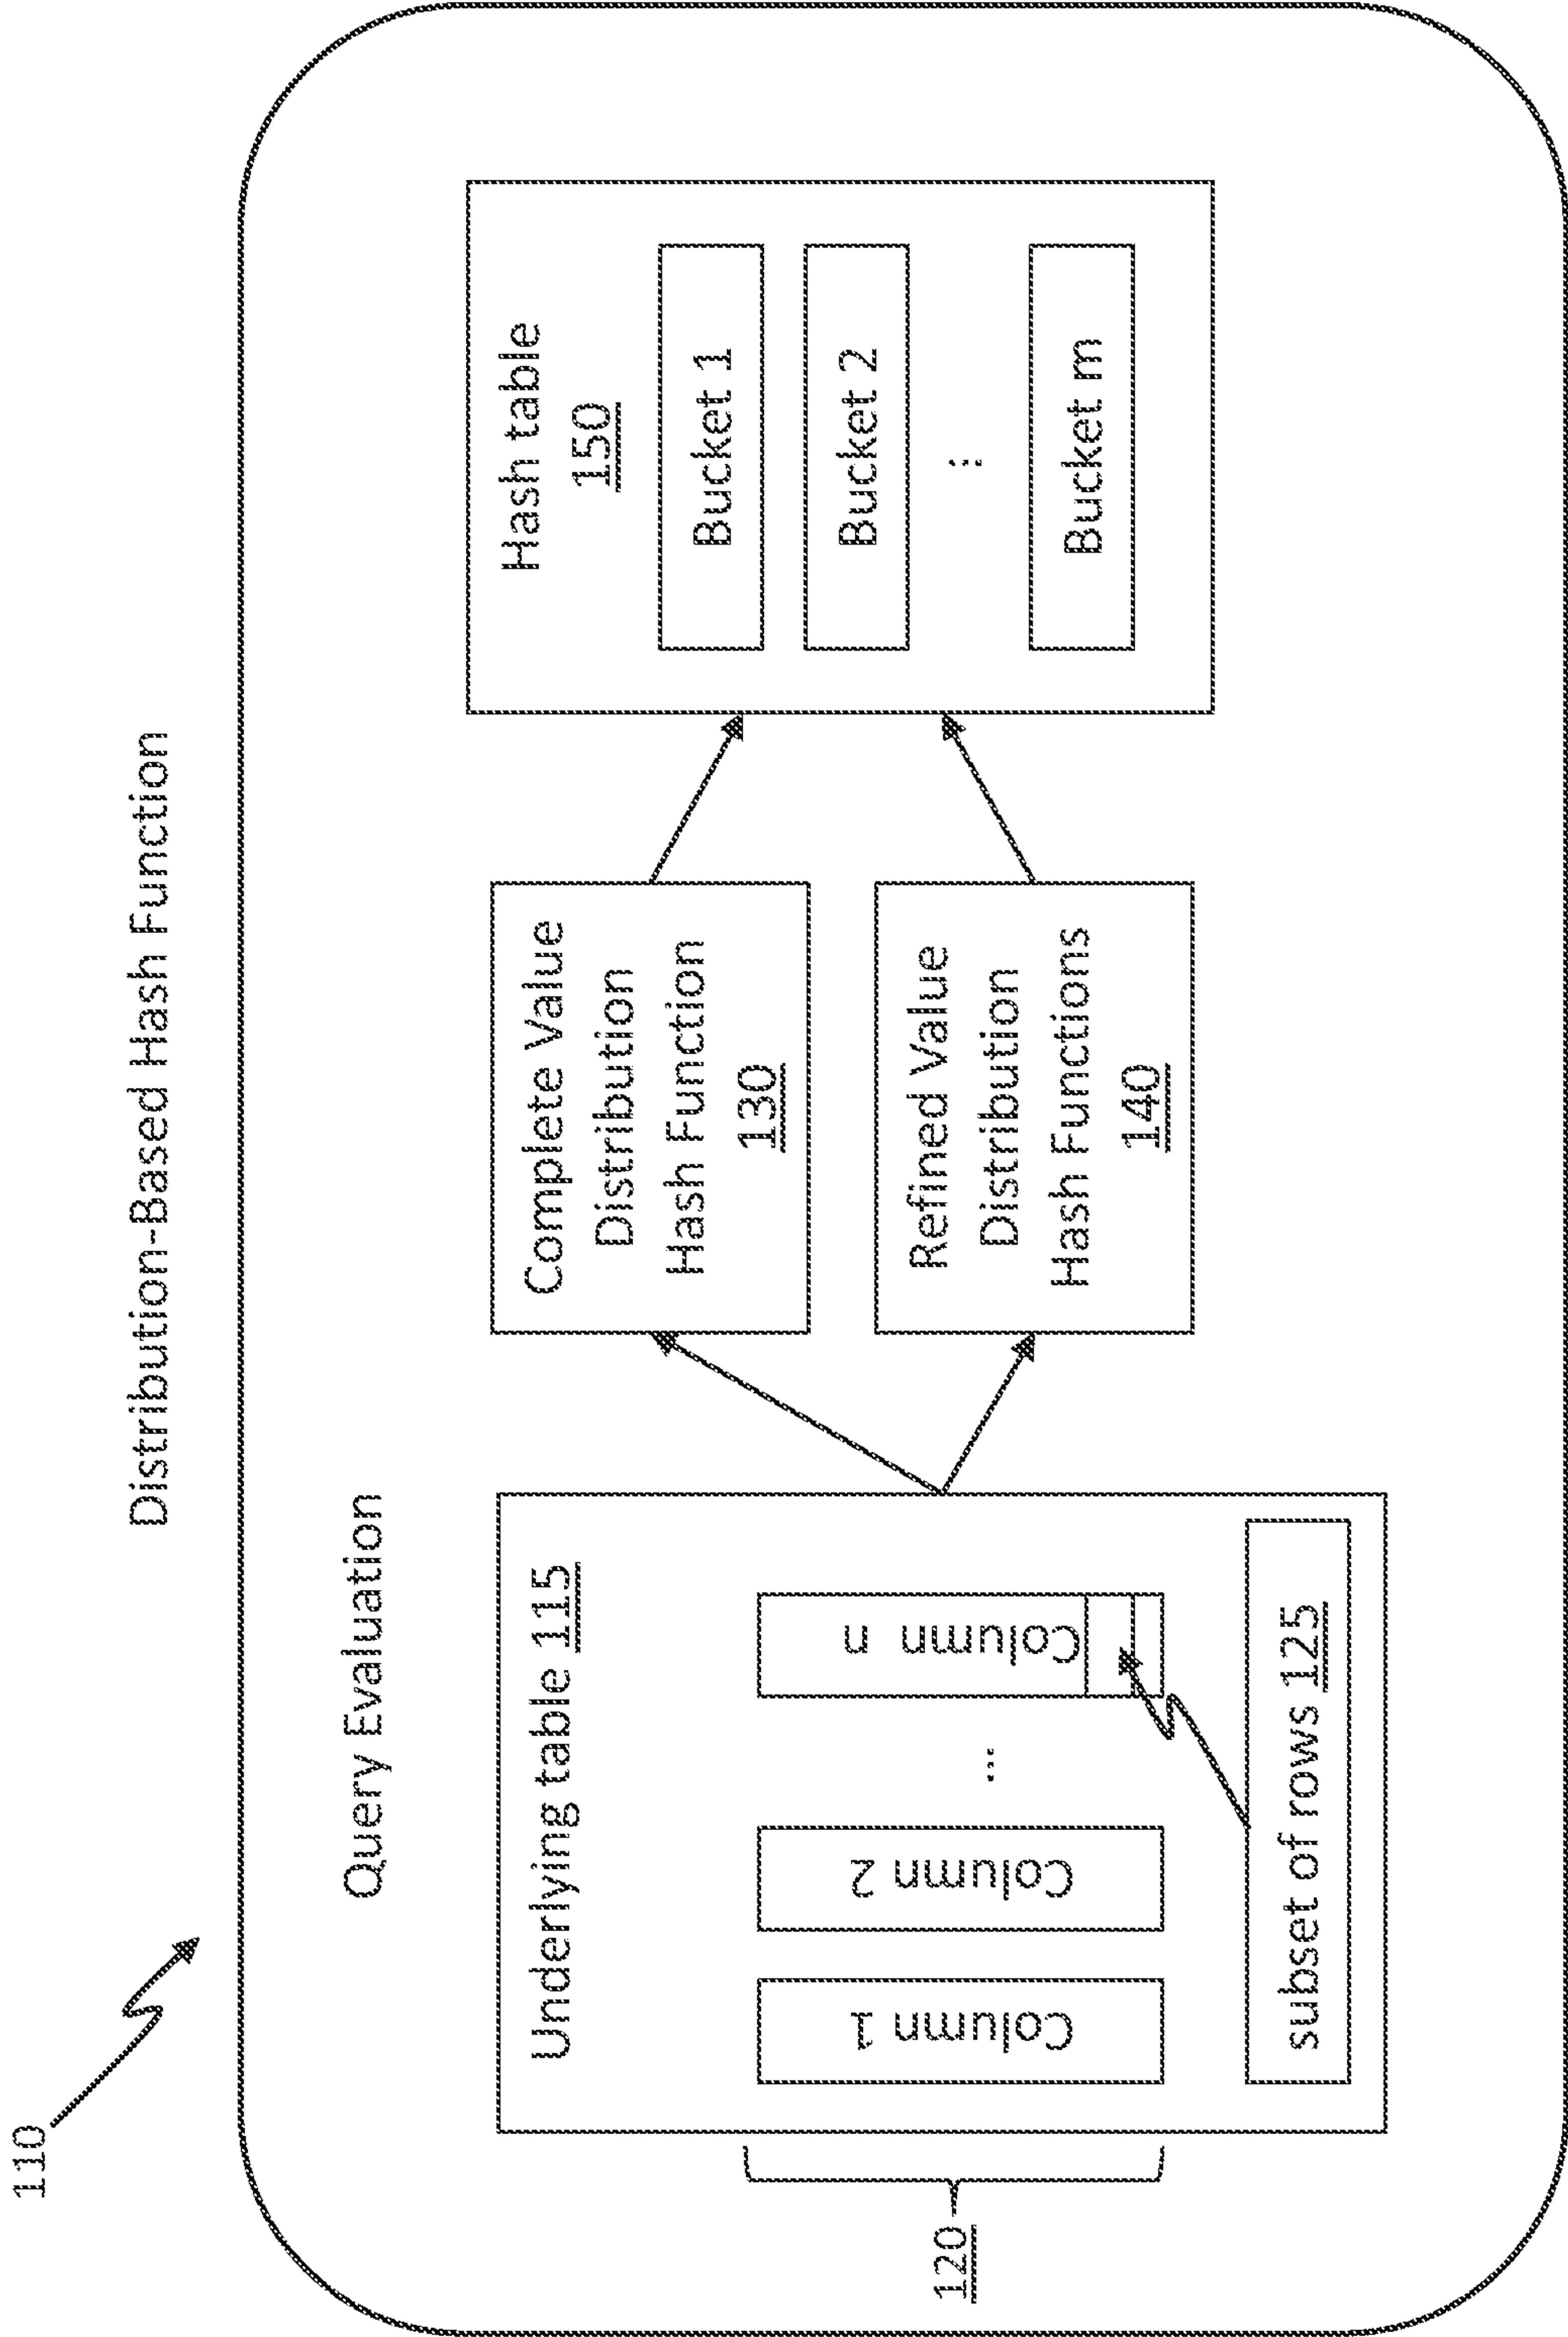 110
Distribution-Based Hash Function
Query Evaluation
Underlying table 115
120
Column 1
Column 2
...
Column n
subset of rows 125
Complete Value
Distribution
Hash Function
130
Refined Value
Distribution
Hash Functions
140
Hash table
150
Bucket 1
Bucket 2
...
Bucket m